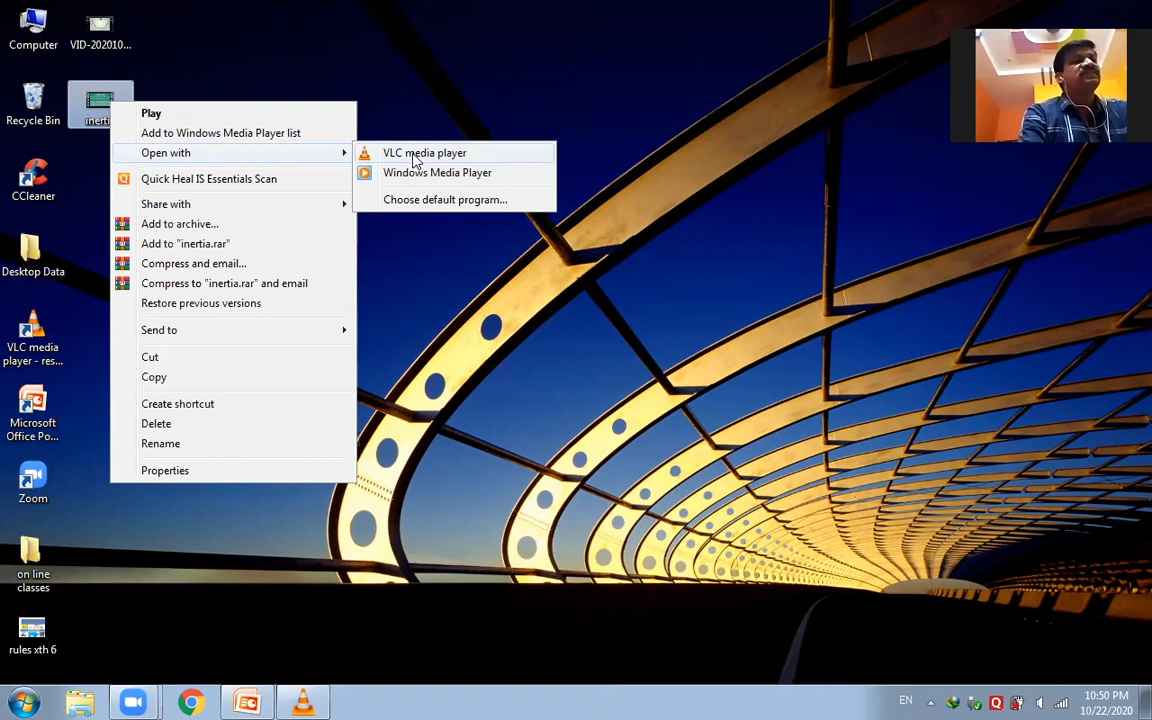 Computer
VID-202010...
Recycle Bin
inerti
CCleaner
Desktop Data
VLC media
player - res...
Microsoft
Office Po...
Zoom
on line
classes
rules xth 6
Play
Add to Windows Media Player list
Open with
Quick Heal IS Essentials Scan
Share with
Add to archive...
Add to "inertia.rar"
Compress and email...
Compress to "inertia.rar" and email
Restore previous versions
Send to
Cut
Copy
Create shortcut
Delete
Rename
Properties
VLC media player
Windows Media Player
Choose default program...
EN
10:50 PM
10/22/2020